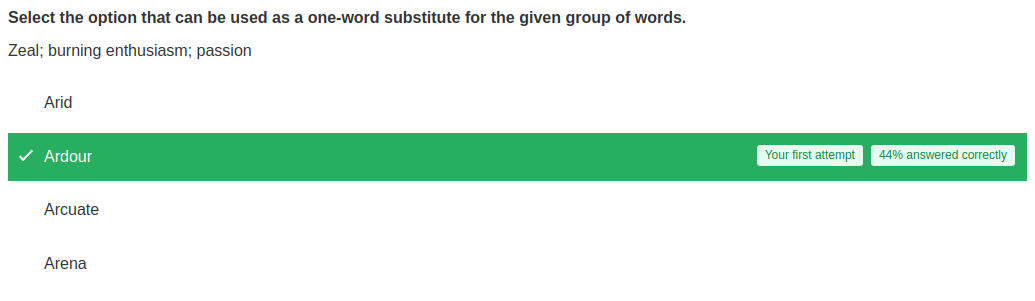 Select the option that can be used as a one-word substitute for the given group of words.
Zeal; burning enthusiasm; passion
Arid
Ardour Your first attempt 44% answered correctly
Arcuate
Arena